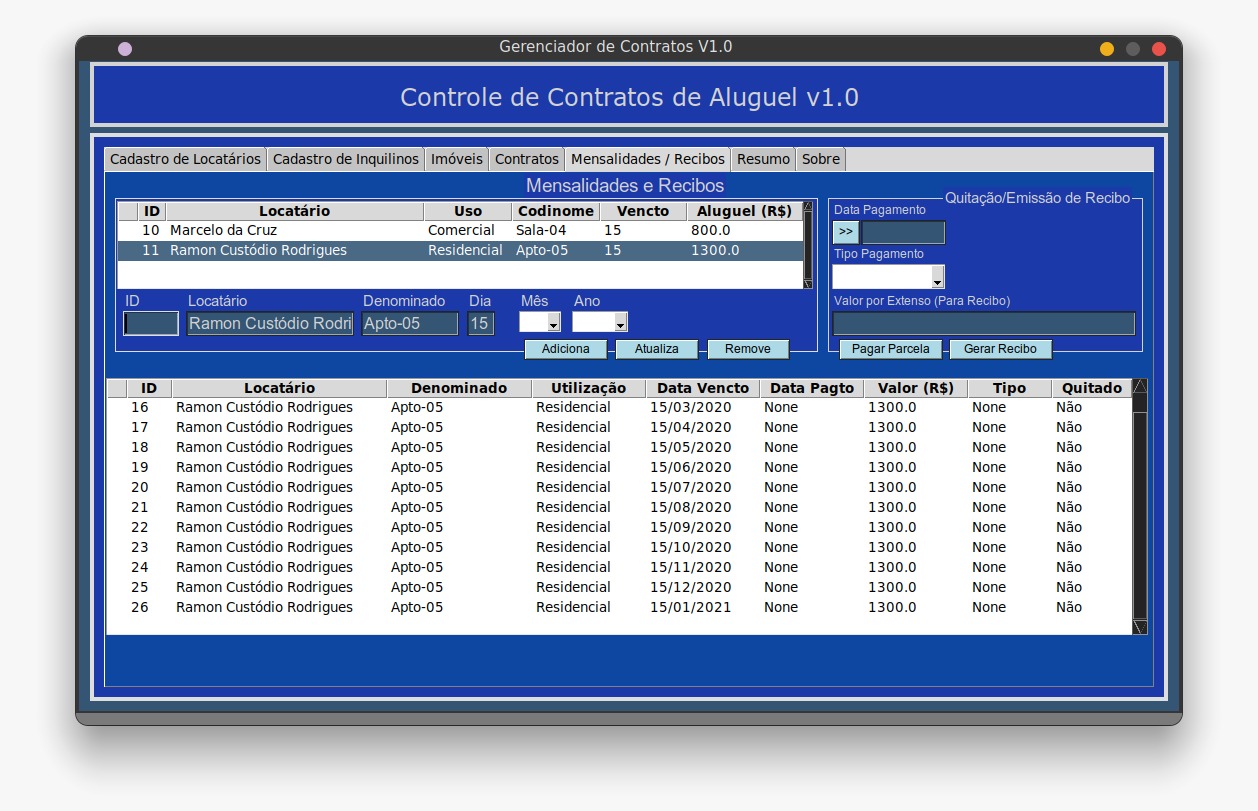 Gerenciador de Contratos V1.0
Controle de Contratos de Aluguel v1.0
Cadastro de Locatários Cadastro de Inquilinos Imóveis Contratos Mensalidades / Recibos Resumo Sobre
Mensalidades e Recibos
ID Locatário Uso Codinome Vencto Aluguel (R$)
10 Marcelo da Cruz Comercial Sala-04 15 800.0
11 Ramon Custódio Rodrigues Residencial Apto-05 15 1300.0
ID Locatário Denominado Dia Mês Ano
Ramon Custódio Rodri Apto-05 15
Adiciona Atualiza Remove
Quitação/Emissão de Recibo
Data Pagamento
>>
Tipo Pagamento
Valor por Extenso (Para Recibo)
Pagar Parcela Gerar Recibo
ID Locatário Denominado Utilização Data Vencto Data Pagto Valor (R$) Tipo Quitado
16 Ramon Custódio Rodrigues Apto-05 Residencial 15/03/2020 None 1300.0 None Não
17 Ramon Custódio Rodrigues Apto-05 Residencial 15/04/2020 None 1300.0 None Não
18 Ramon Custódio Rodrigues Apto-05 Residencial 15/05/2020 None 1300.0 None Não
19 Ramon Custódio Rodrigues Apto-05 Residencial 15/06/2020 None 1300.0 None Não
20 Ramon Custódio Rodrigues Apto-05 Residencial 15/07/2020 None 1300.0 None Não
21 Ramon Custódio Rodrigues Apto-05 Residencial 15/08/2020 None 1300.0 None Não
22 Ramon Custódio Rodrigues Apto-05 Residencial 15/09/2020 None 1300.0 None Não
23 Ramon Custódio Rodrigues Apto-05 Residencial 15/10/2020 None 1300.0 None Não
24 Ramon Custódio Rodrigues Apto-05 Residencial 15/11/2020 None 1300.0 None Não
25 Ramon Custódio Rodrigues Apto-05 Residencial 15/12/2020 None 1300.0 None Não
26 Ramon Custódio Rodrigues Apto-05 Residencial 15/01/2021 None 1300.0 None Não